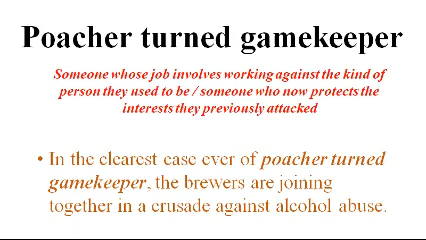 Poacher turned gamekeeper
Someone whose job involves working against the kind of
person they used to be / someone who now protects the
interests they previously attacked
• In the clearest case ever of poacher turned
gamekeeper, the brewers are joining
together in a crusade against alcohol abuse.